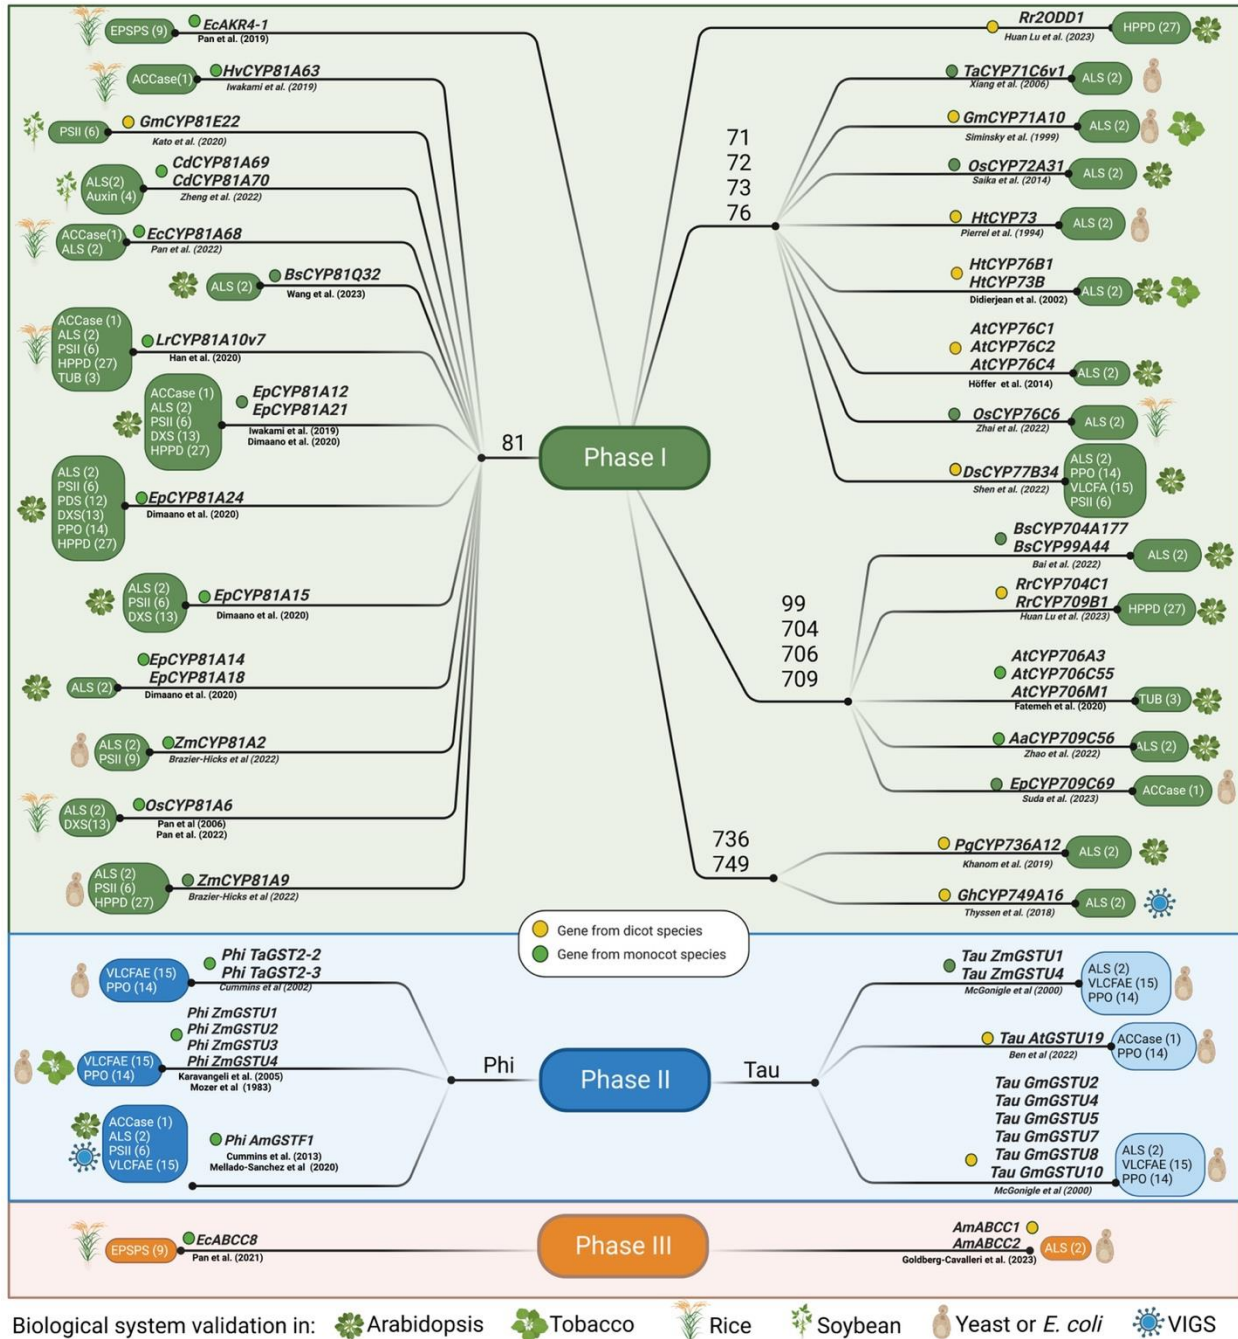 EPSPS (9)
EcAKR4-1
Pan et al. (2019)
ACCase(1)
HvCYP81A63
Iwakami et al. (2019)
PSII (6)
GmCYP81E22
Kato et al. (2020)
ALS(2)
Auxin (4)
CdCYP81A69
CdCYP81A70
Zheng et al. (2022)
ACCase(1)
ALS (2)
EcCYP81A68
Pan et al. (2022)
ALS (2)
BsCYP81Q32
Wang et al. (2023)
ACCase (1)
ALS (2)
PSII (6)
HPPD (27)
TUB (3)
LrCYP81A10v7
Han et al. (2020)
ACCase (1)
ALS (2)
PSII (6)
DXS (13)
HPPD (27)
EpCYP81A12
EpCYP81A21
Iwakami et al. (2019)
Dimaano et al. (2020)
ALS (2)
PSII (6)
PDS (12)
DXS(13)
PPO (14)
HPPD (27)
EpCYP81A24
Dimaano et al. (2020)
ALS (2)
PSII (6)
DXS (13)
EpCYP81A15
Dimaano et al. (2020)
ALS (2)
EpCYP81A14
EpCYP81A18
Dimaano et al. (2020)
ALS (2)
PSII (9)
ZmCYP81A2
Brazier-Hicks et al (2022)
ALS (2)
DXS(13)
OsCYP81A6
Pan et al (2006)
Pan et al. (2022)
ALS (2)
PSII (6)
HPPD (27)
ZmCYP81A9
Brazier-Hicks et al (2022)
81
Phase I
Rr2ODD1
Huan Lu et al. (2023)
HPPD (27)
71
72
73
76
TaCYP71C6v1
Xiang et al. (2006)
ALS (2)
GmCYP71A10
Siminsky et al. (1999)
ALS (2)
OsCYP72A31
Saika et al. (2014)
ALS (2)
HtCYP73
Pierrel et al. (1994)
ALS (2)
HtCYP76B1
HtCYP73B
Didierjean et al. (2002)
ALS (2)
AtCYP76C1
AtCYP76C2
AtCYP76C4
Höffer et al. (2014)
ALS (2)
OsCYP76C6
Zhai et al. (2022)
ALS (2)
DsCYP77B34
Shen et al. (2022)
ALS (2)
PPO (14)
VLCFA (15)
PSII (6)
99
704
706
709
BsCYP704A177
BsCYP99A44
Bai et al. (2022)
ALS (2)
RrCYP704C1
RrCYP709B1
Huan Lu et al. (2023)
HPPD (27)
AtCYP706A3
AtCYP706C55
AtCYP706M1
Fatemeh et al. (2020)
TUB (3)
AaCYP709C56
Zhao et al. (2022)
ALS (2)
EpCYP709C69
Suda et al. (2023)
ACCase (1)
736
749
PgCYP736A12
Khanom et al. (2019)
ALS (2)
GhCYP749A16
Thyssen et al. (2018)
ALS (2)
Gene from dicot species
Gene from monocot species
VLCFAE (15)
PPO (14)
Phi TaGST2-2
Phi TaGST2-3
Cummins et al (2002)
VLCFAE (15)
PPO (14)
Phi ZmGSTU1
Phi ZmGSTU2
Phi ZmGSTU3
Phi ZmGSTU4
Karavangeli et al. (2005)
Mozer et al (1983)
ACCase (1)
ALS (2)
PSII (6)
VLCFAE (15)
Phi AmGSTF1
Cummins et al. (2013)
Mellado-Sanchez et al (2020)
Phi
Phase II
Tau
Tau ZmGSTU1
Tau ZmGSTU4
McGonigle et al (2000)
ALS (2)
VLCFAE (15)
PPO (14)
Tau AtGSTU19
Ben et al (2022)
ACCase (1)
PPO (14)
Tau GmGSTU2
Tau GmGSTU4
Tau GmGSTU5
Tau GmGSTU7
Tau GmGSTU8
Tau GmGSTU10
McGonigle et al (2000)
ALS (2)
VLCFAE (15)
PPO (14)
EPSPS (9)
EcABCC8
Pan et al. (2021)
Phase III
AmABCC1
AmABCC2
Goldberg-Cavalleri et al. (2023)
ALS (2)
Biological system validation in: Arabidopsis Tobacco Rice Soybean Yeast or E. coli VIGS